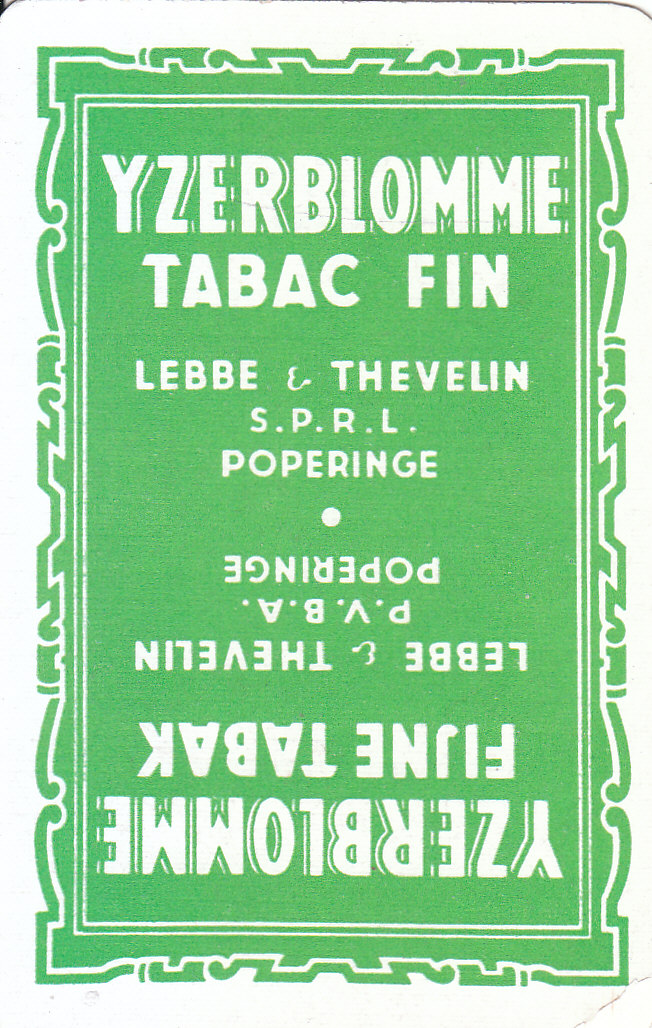 YZERBLOMME
TABAC FIN
LEBBE & THEVELIN
S.P.R.L.
POPERINGE
YZERBLOMME
FIJNE TABAK
LEBBE & THEVELIN
P.V.B.A.
POPERINGE